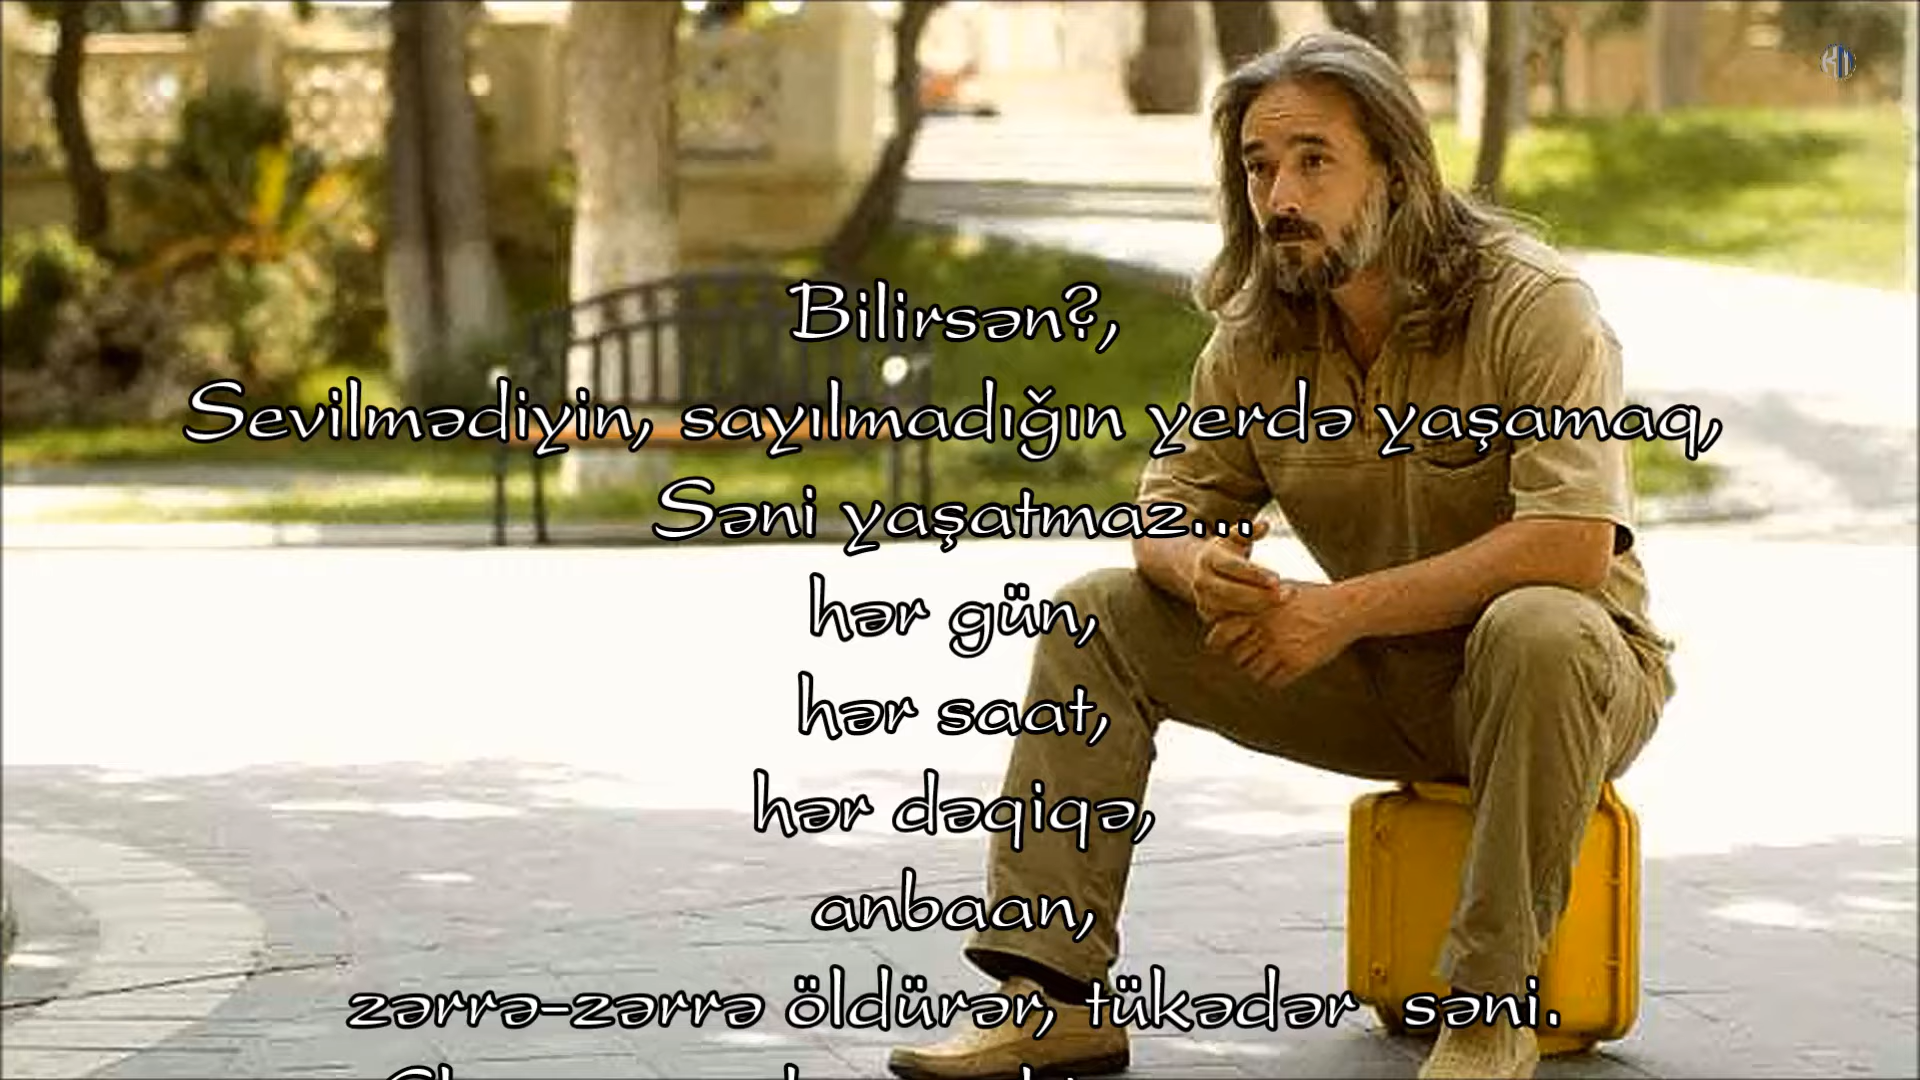 Bilirsən?,
Sevilmədiyin, sayılmadığın yerdə yaşamaq,
Səni yaşatmaz...
hər gün,
hər saat,
hər dəqiqə,
anbaan,
zərrə-zərrə öldürər, tükədər səni.